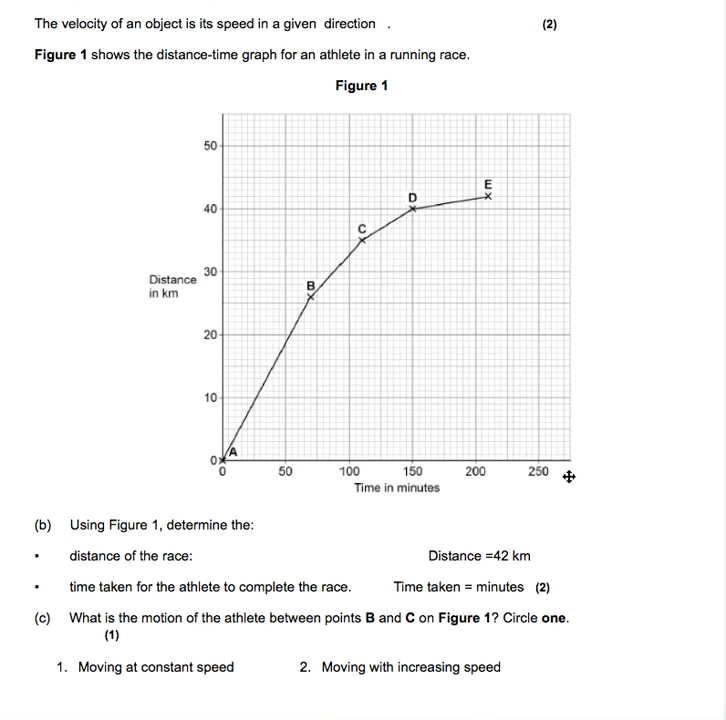 The velocity of an object is its speed in a given direction . (2)
Figure 1 shows the distance-time graph for an athlete in a running race.
Figure 1
50
40
30
20
10
0
Distance
in km
A
B
C
D
E
0 50 100 150 200 250
Time in minutes
(b) Using Figure 1, determine the:
• distance of the race: Distance =42 km
• time taken for the athlete to complete the race. Time taken = minutes (2)
(c) What is the motion of the athlete between points B and C on Figure 1? Circle one.
(1)
1. Moving at constant speed 2. Moving with increasing speed